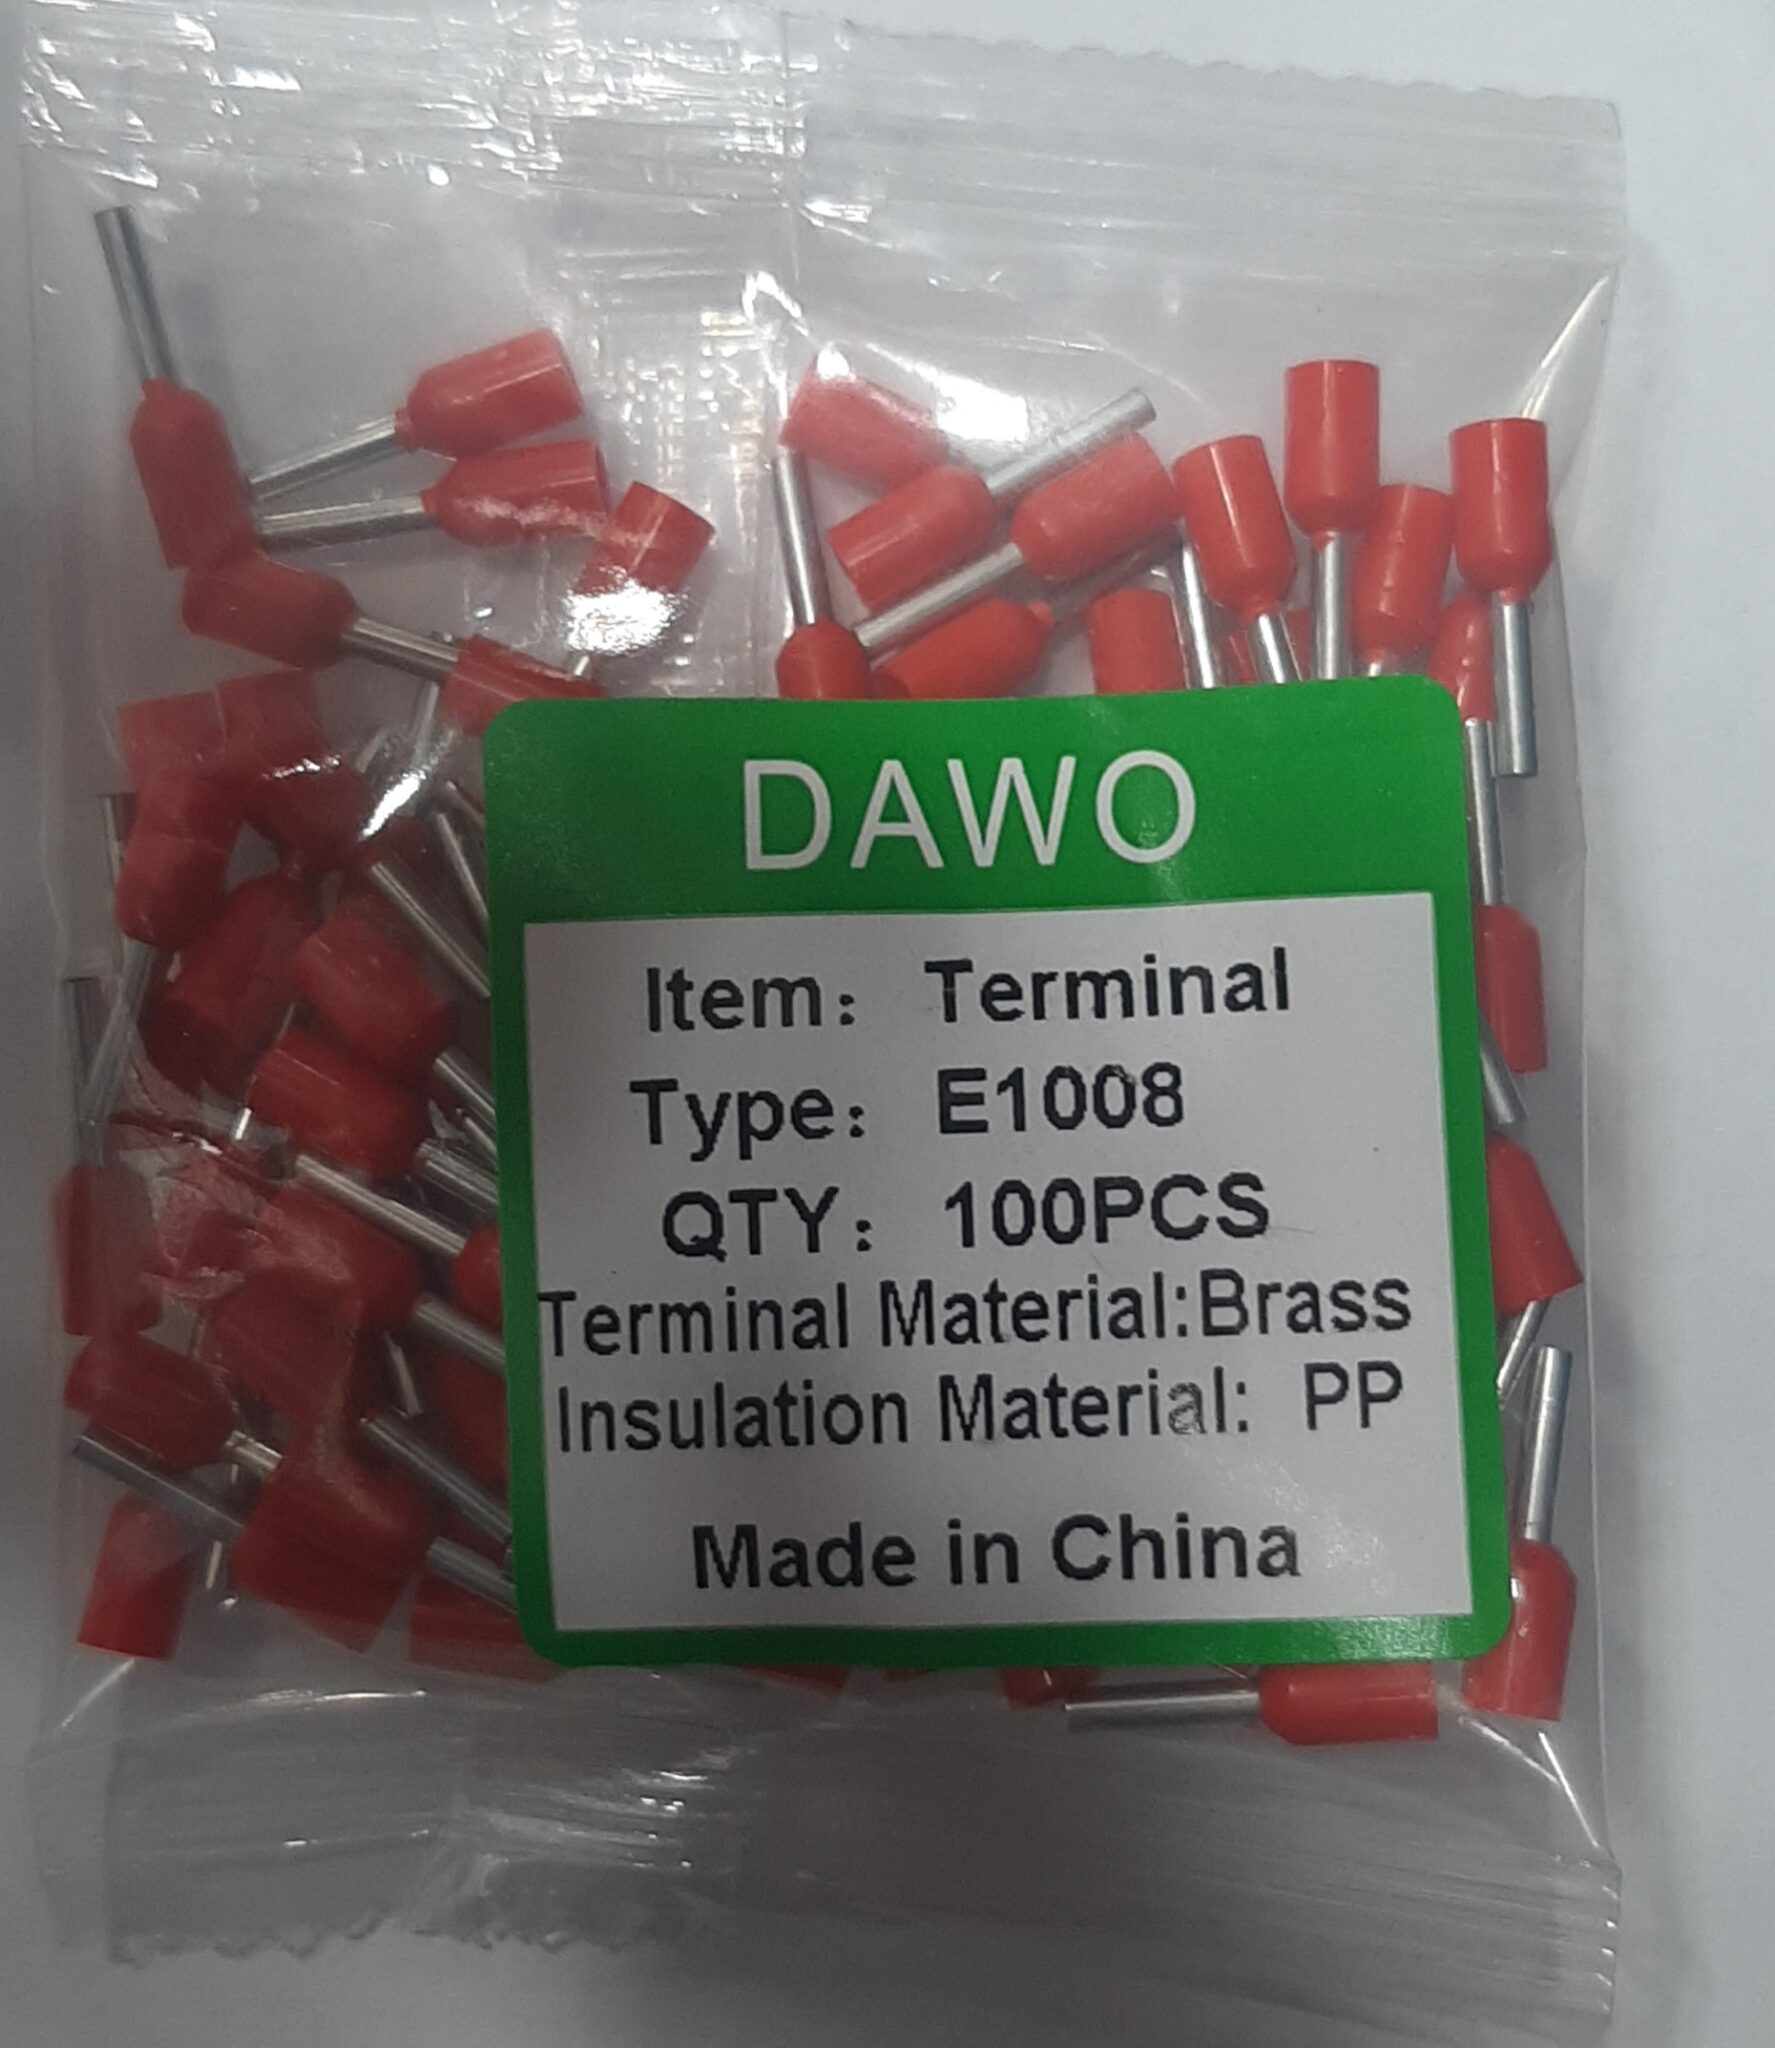 DAWO
Item： Terminal
Type： E1008
QTY： 100PCS
Terminal Material:Brass
Insulation Material: PP
Made in China